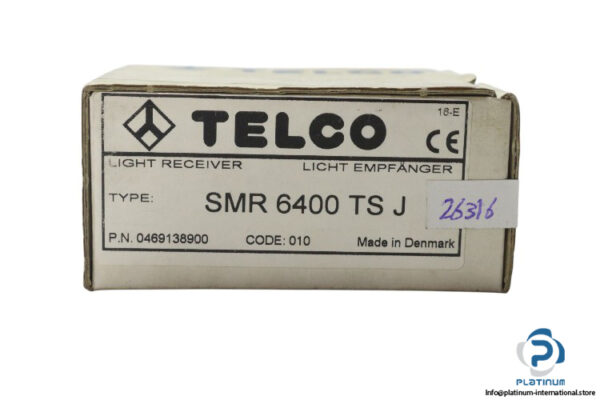 TELCO
18-E
TELCO
CE
LIGHT RECEIVER LICHT EMPFÄNGER
TYPE: SMR 6400 TS J
26316
P.N. 0469138900 CODE: 010 Made in Denmark
PLATINUM
Info@platinum-international.store